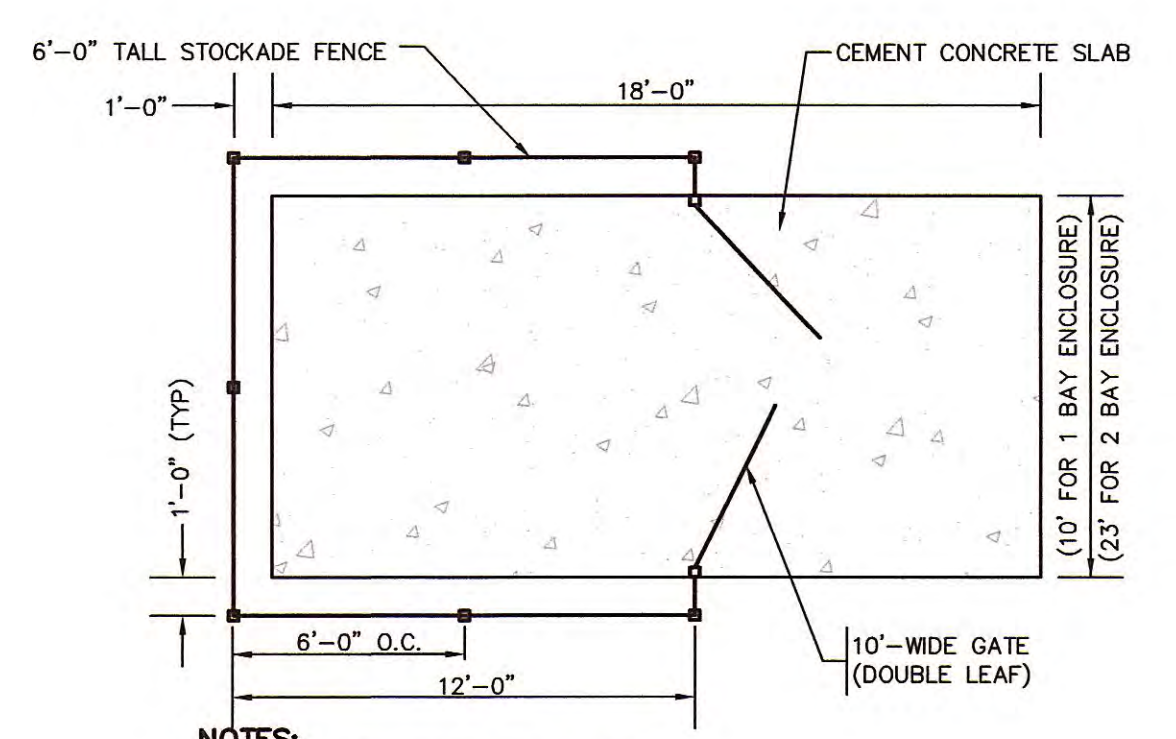 6'-0" TALL STOCKADE FENCE
CEMENT CONCRETE SLAB
1'-0"
18'-0"
1'-0" (TYP)
(10' FOR 1 BAY ENCLOSURE)
(23' FOR 2 BAY ENCLOSURE)
6'-0" O.C.
12'-0"
10'-WIDE GATE
(DOUBLE LEAF)
NOTES: